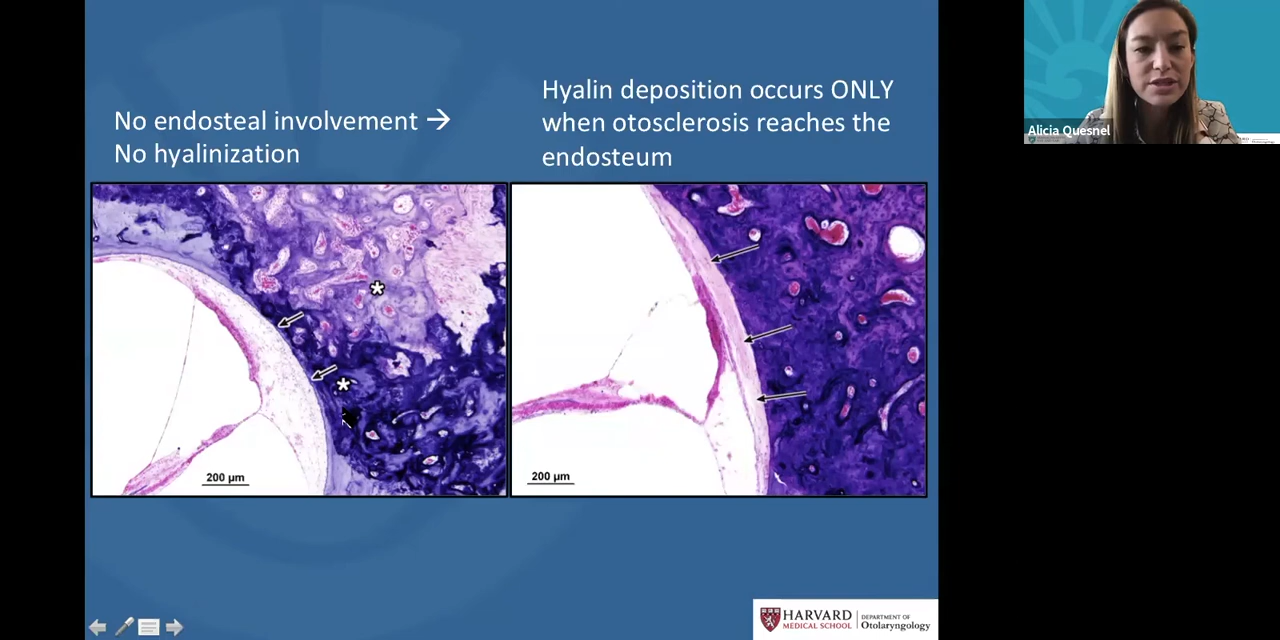 No endosteal involvement →
No hyalinization
Hyalin deposition occurs ONLY
when otosclerosis reaches the
endosteum
200 µm
200 µm
Alicia Quesnel
HARVARD
MEDICAL SCHOOL
DEPARTMENT OF
Otolaryngology